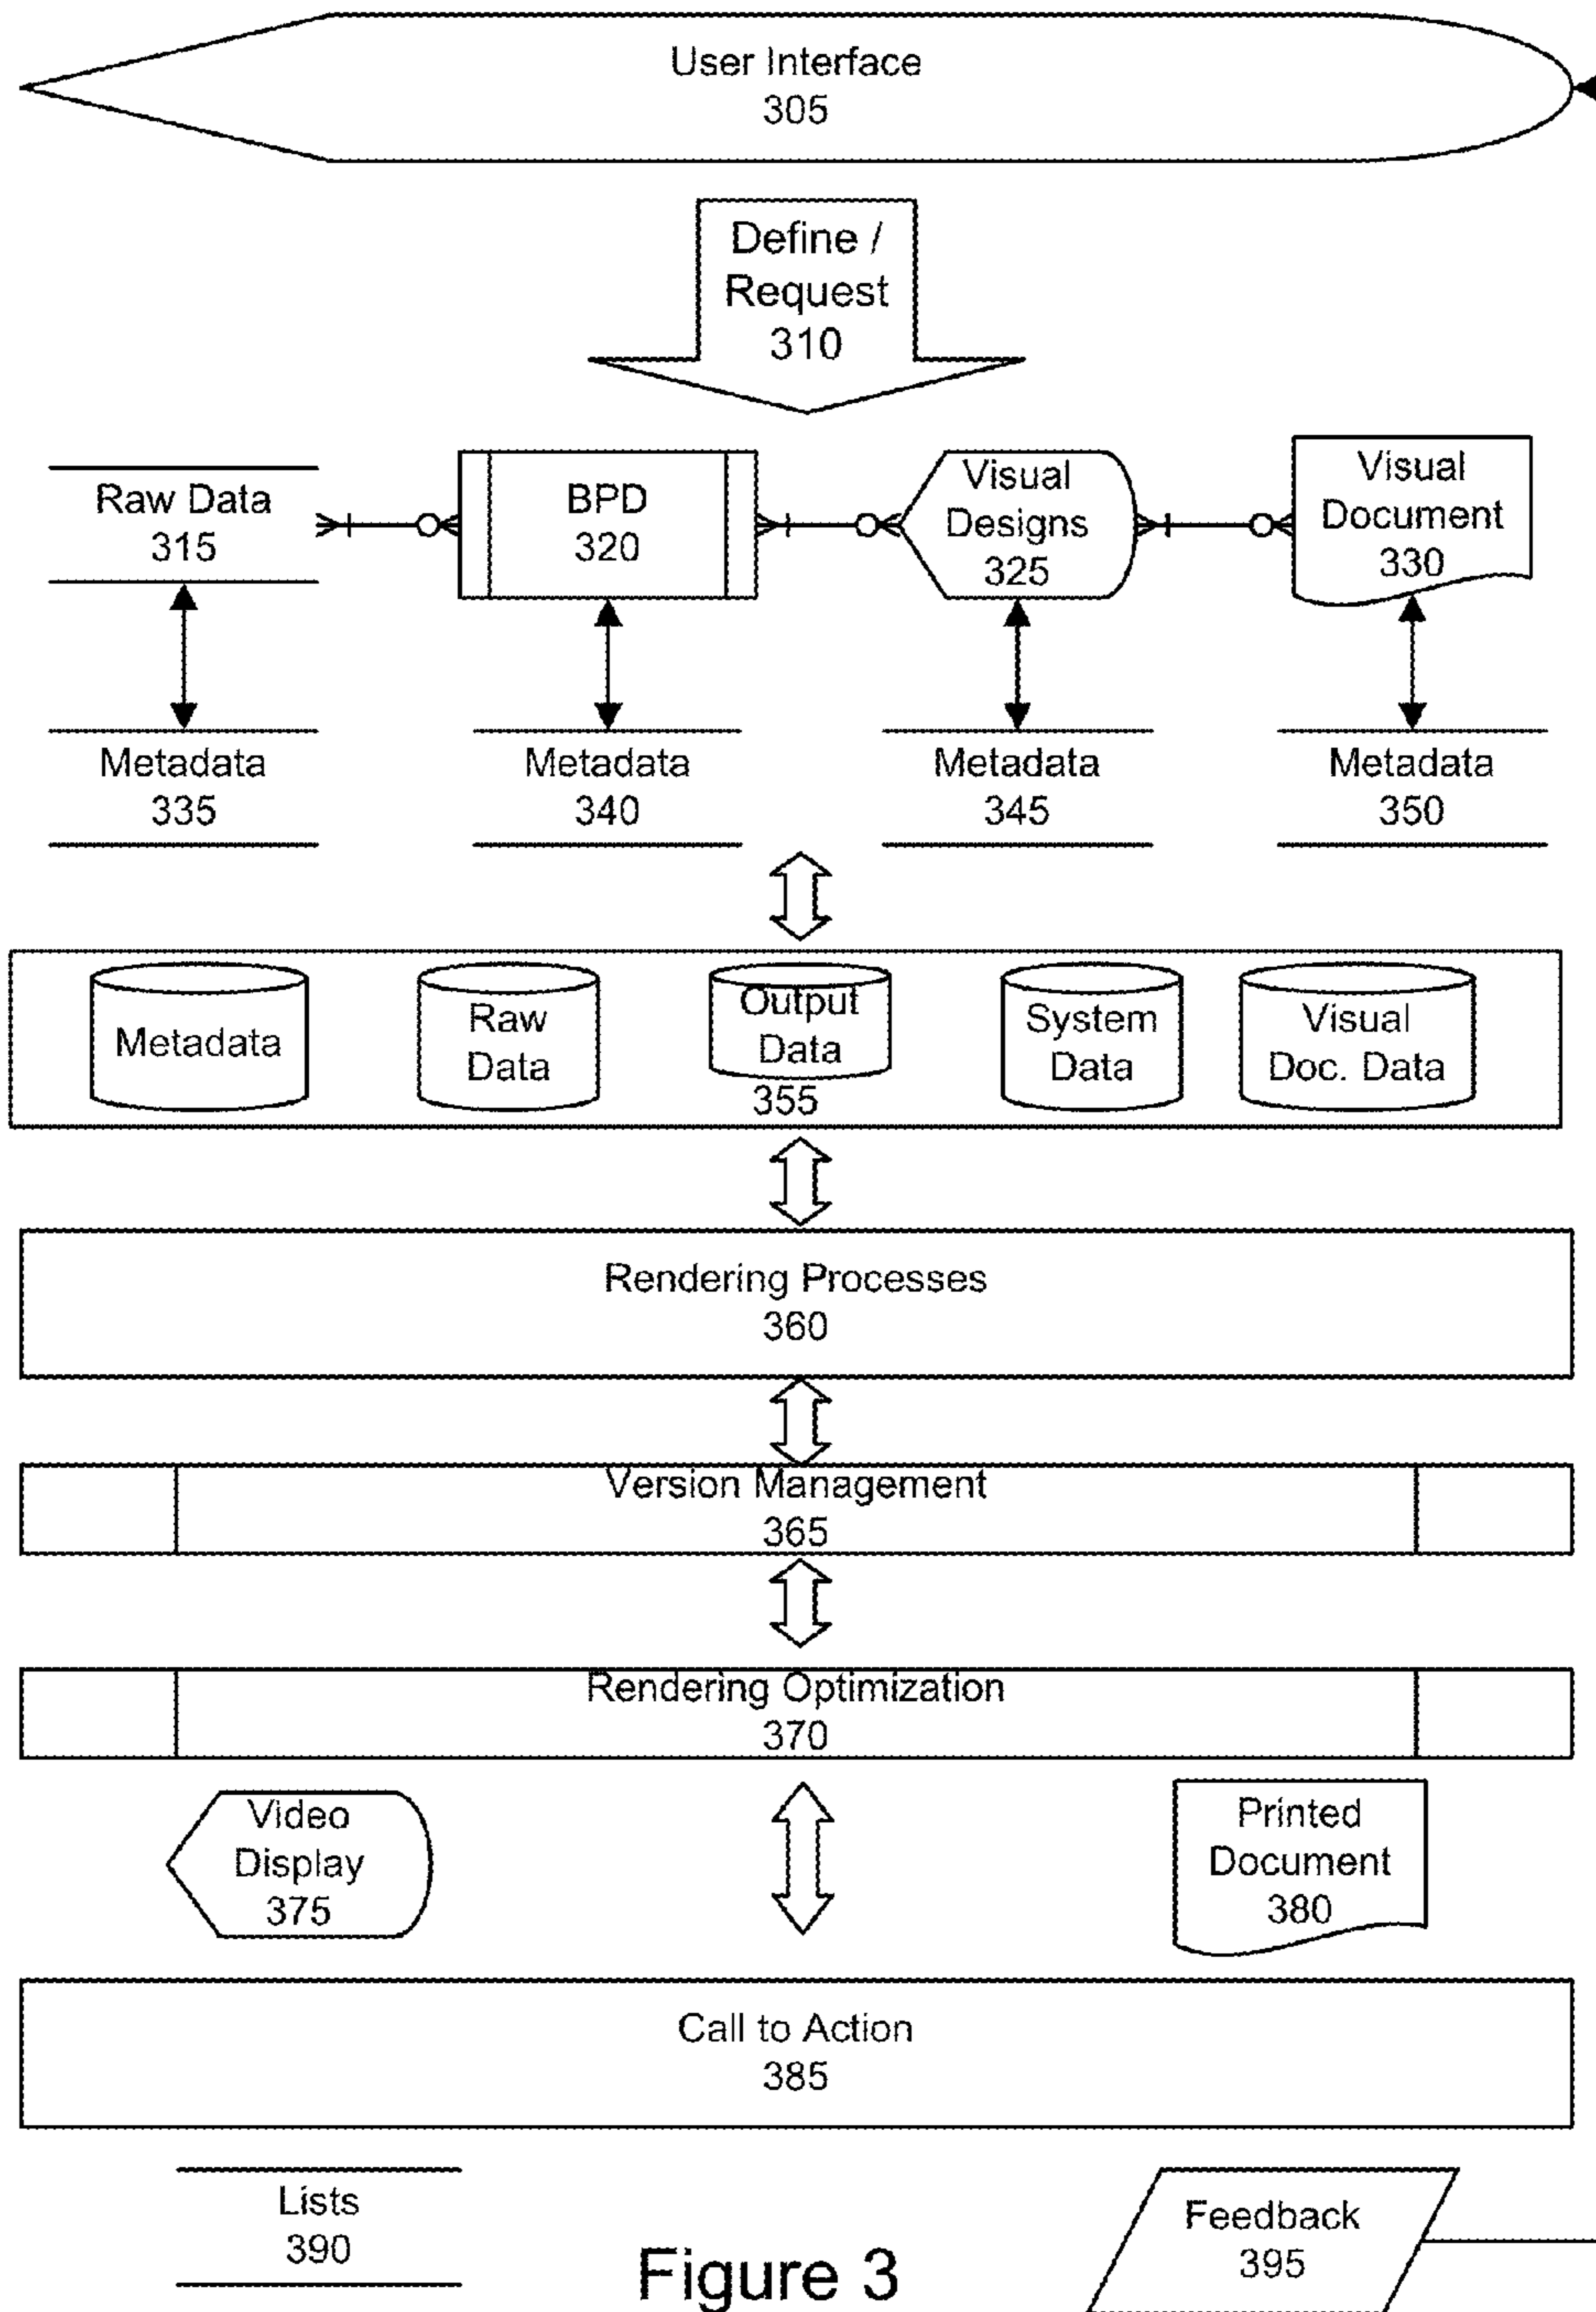 User Interface
305
Define /
Request
310
Raw Data
315
BPD
320
Visual
Designs
325
Visual
Document
330
Metadata
335
Metadata
340
Metadata
345
Metadata
350
Metadata
Raw
Data
Output
Data
355
System
Data
Visual
Doc. Data
Rendering Processes
360
Version Management
365
Rendering Optimization
370
Video
Display
375
Printed
Document
380
Call to Action
385
Lists
390
Feedback
395
Figure 3